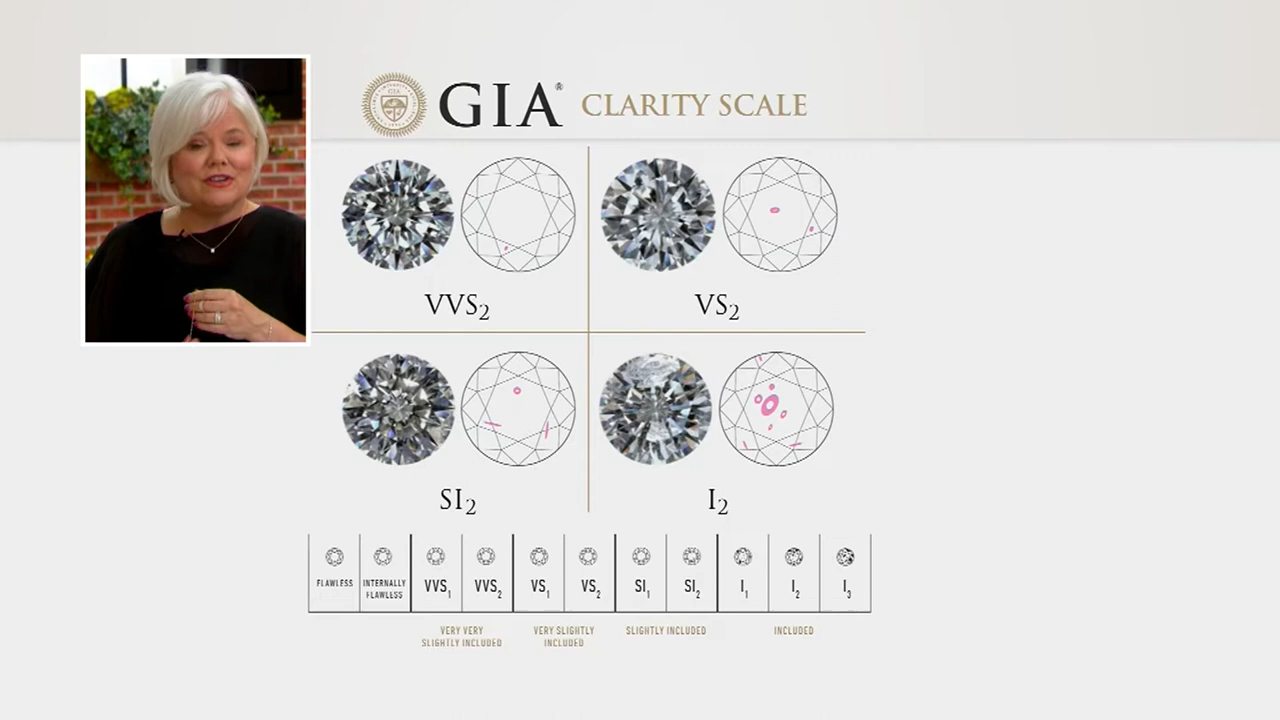 GIA® CLARITY SCALE
VVS2
VS2
SI2
I2
FLAWLESS
INTERNALLY
FLAWLESS
VVS1
VVS2
VS1
VS2
SI1
SI2
I1
I2
I3
VERY VERY
SLIGHTLY INCLUDED
VERY SLIGHTLY
INCLUDED
SLIGHTLY INCLUDED
INCLUDED